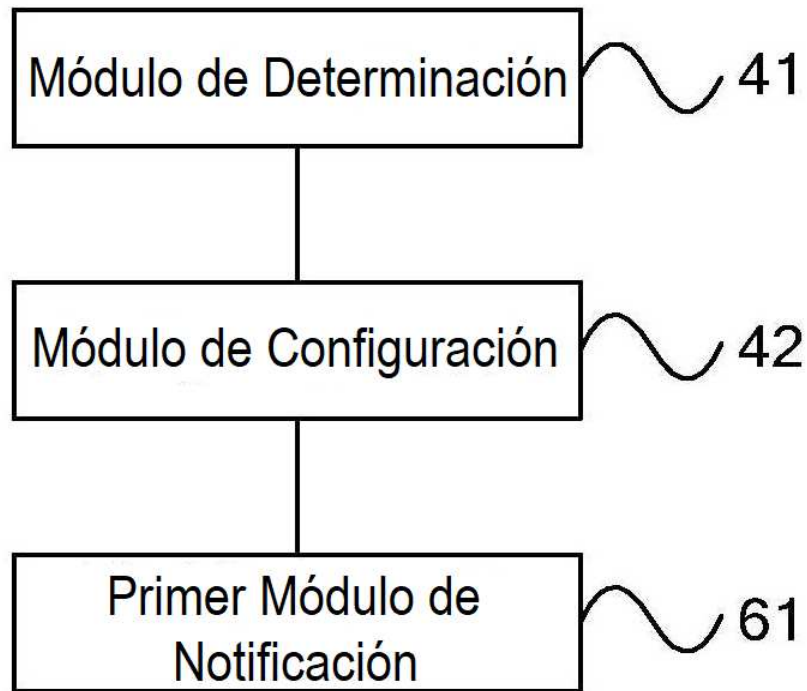 Módulo de Determinación
41
Módulo de Configuración
42
Primer Módulo de
Notificación
61